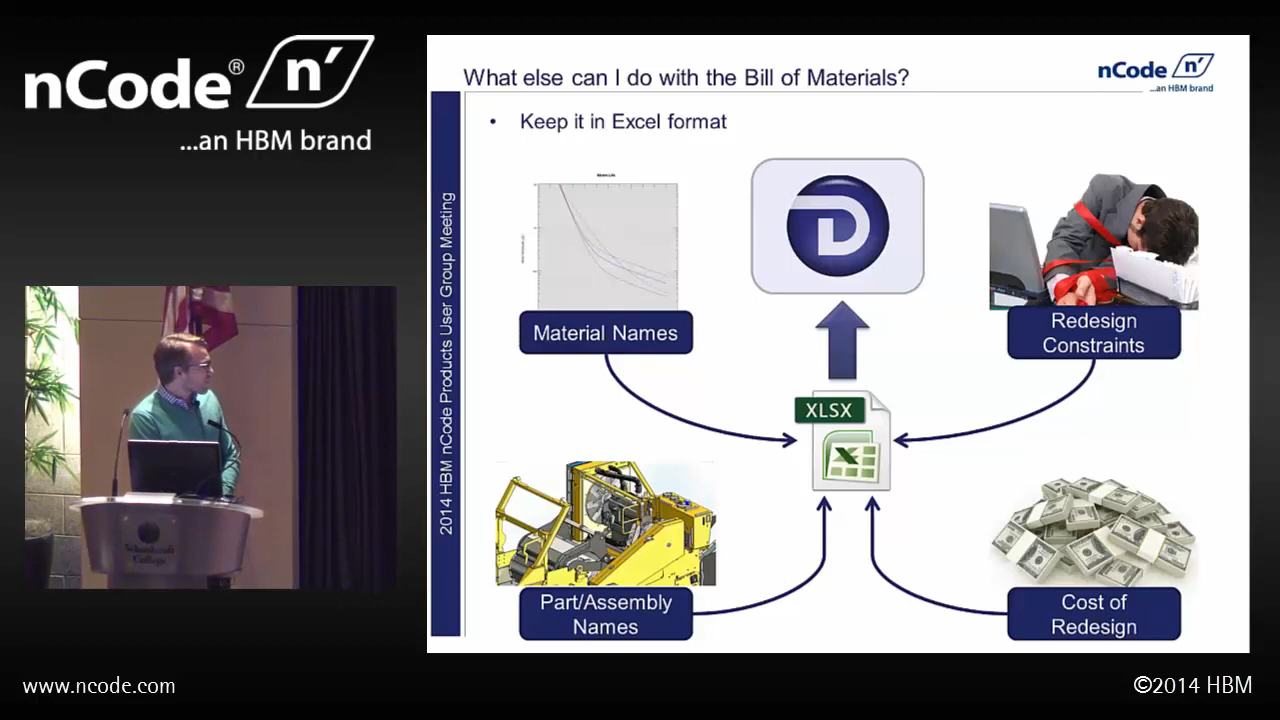 nCode® n'
...an HBM brand
What else can I do with the Bill of Materials?
nCode n'
...an HBM brand
• Keep it in Excel format
2014 HBM nCode Products User Group Meeting
D
Material Names
Redesign
Constraints
XLSX
X
Part/Assembly
Names
Cost of
Redesign
Schoolcraft
College
www.ncode.com
©2014 HBM